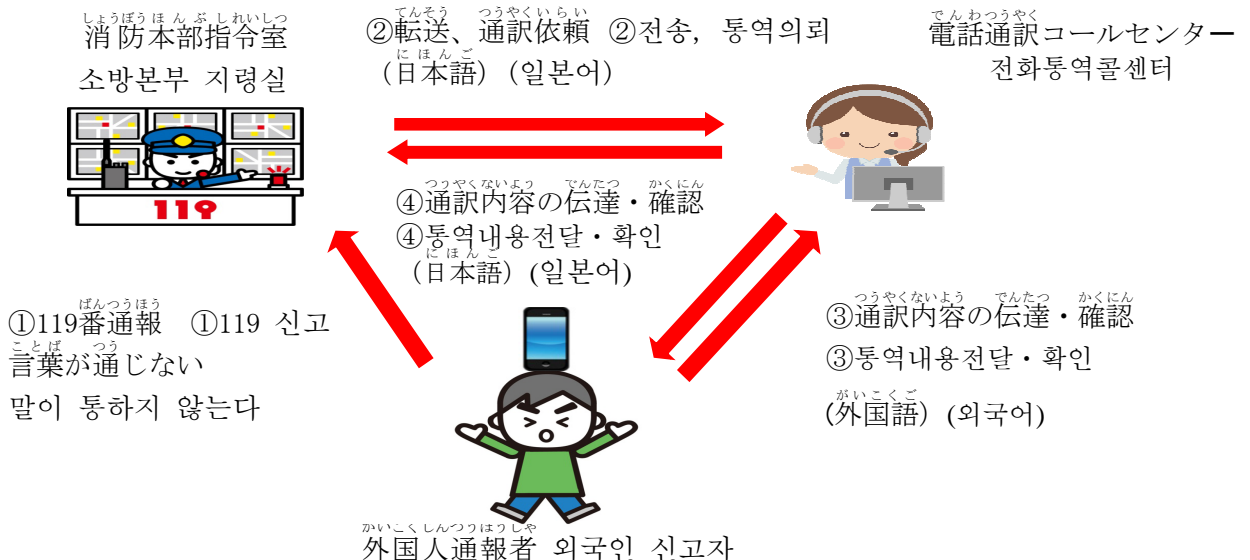 しょうぼうほんぶしれいしつ
消防本部指令室
소방본부 지령실
119
てんそう つうやくいらい
②転送、通訳依頼 ②전송, 통역의뢰
にほんご
（日本語）(일본어)
でんわつうやく
電話通訳コールセンター
전화통역콜센터
つうやくないよう でんたつ かくにん
④通訳内容の伝達・確認
④통역내용전달・확인
にほんご
（日本語）(일본어)
ばんつうほう
①119番通報 ①119 신고
ことば つう
言葉が通じない
말이 통하지 않는다
つうやくないよう でんたつ かくにん
③通訳内容の伝達・確認
③통역내용전달・확인
がいこくご
（外国語）(외국어)
がいこくじんつうほうしゃ
外国人通報者 외국인 신고자